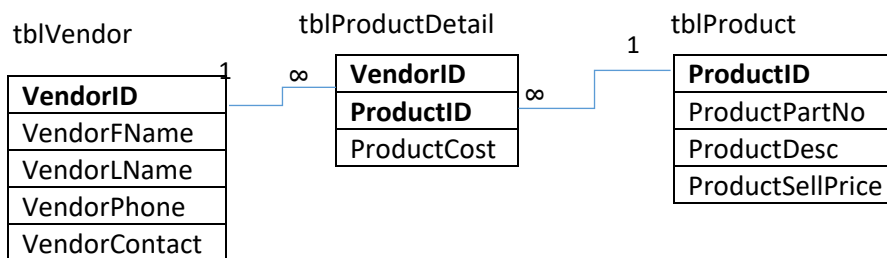 tblVendor
VendorID
VendorFName
VendorLName
VendorPhone
VendorContact
1
∞
tblProductDetail
VendorID
ProductID
ProductCost
∞
1
tblProduct
ProductID
ProductPartNo
ProductDesc
ProductSellPrice